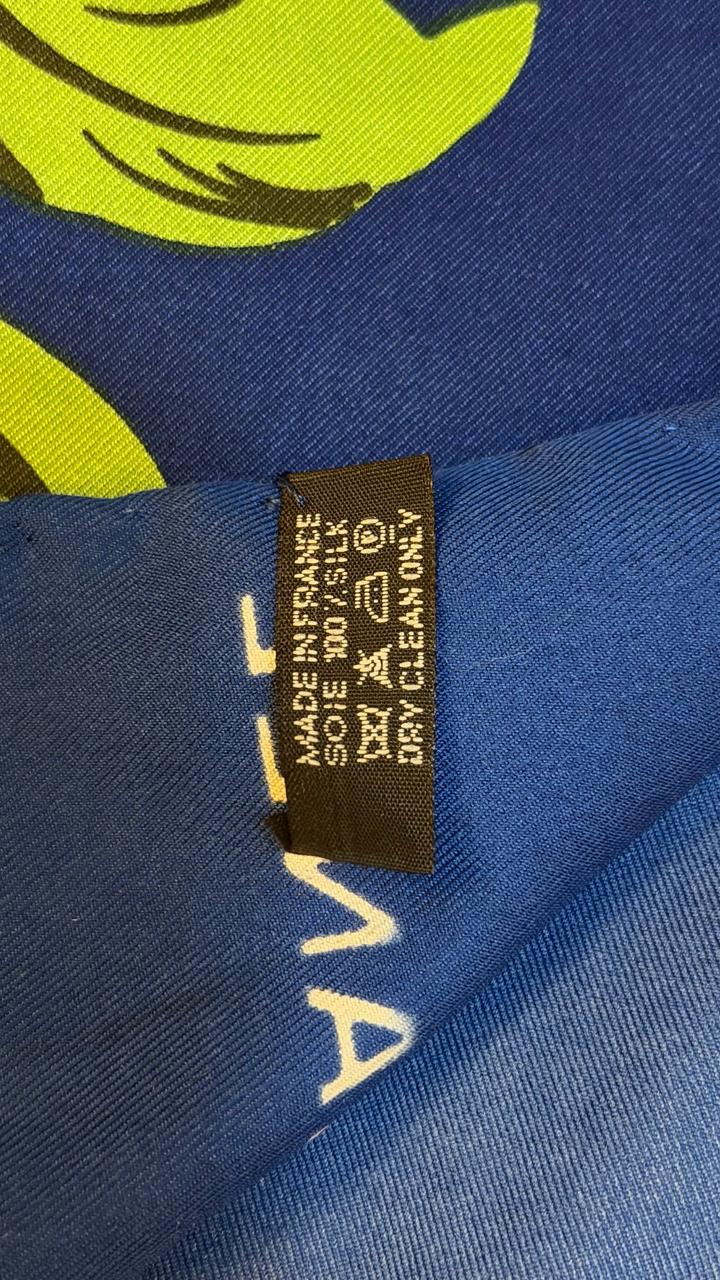 MADE IN FRANCE
SOIE 100 / SILK
P
DRY CLEAN ONLY